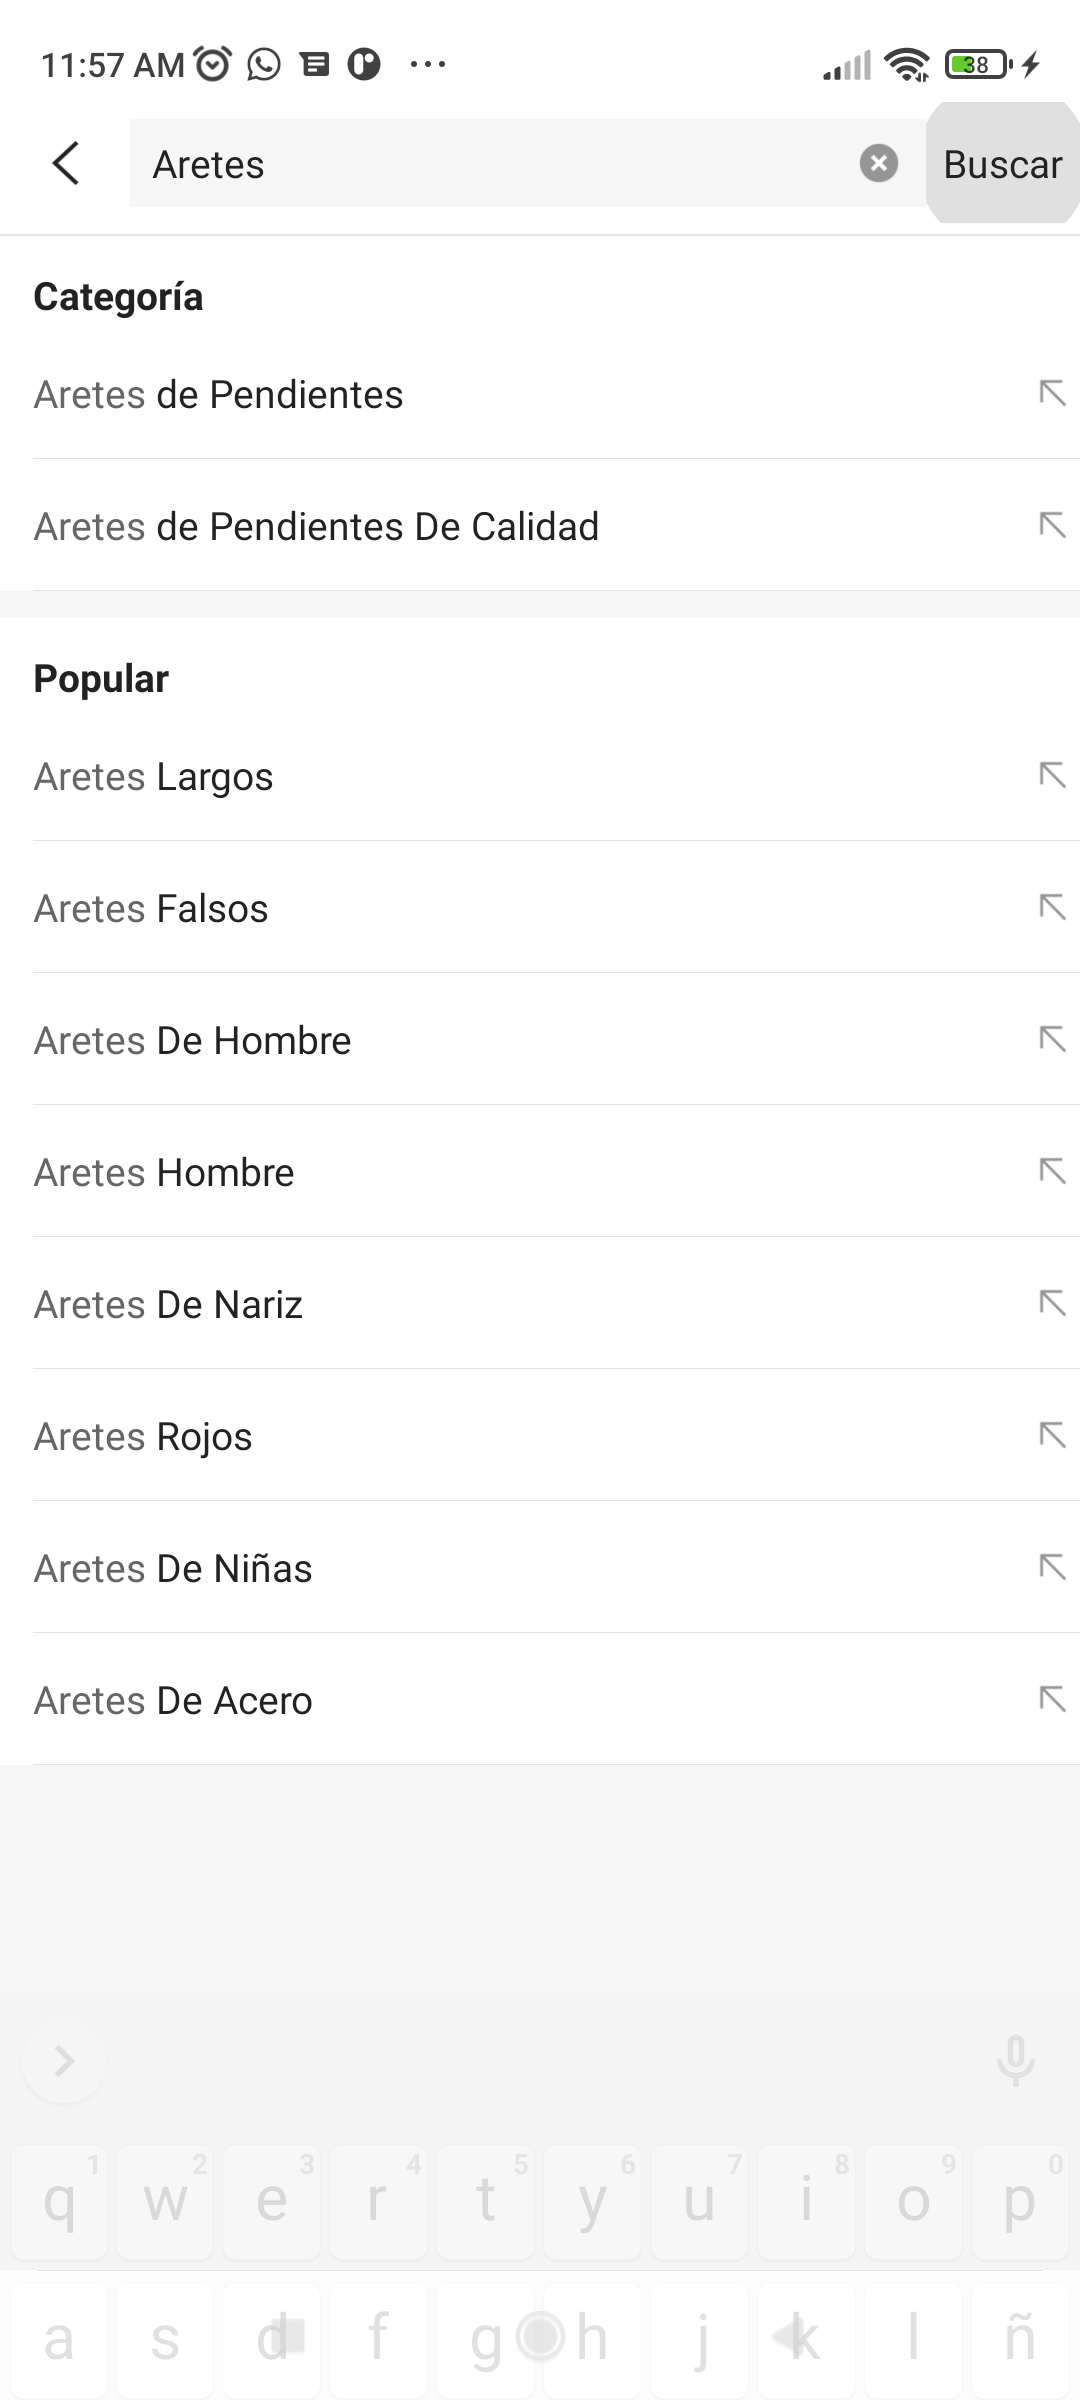 11:57 AM
38
Aretes
Buscar
Categoría
Aretes de Pendientes
Aretes de Pendientes De Calidad
Popular
Aretes Largos
Aretes Falsos
Aretes De Hombre
Aretes Hombre
Aretes De Nariz
Aretes Rojos
Aretes De Niñas
Aretes De Acero
1 2 3 4 5 6 7 8 9 0
q w e r t y u i o p
a s d f g h j k l ñ